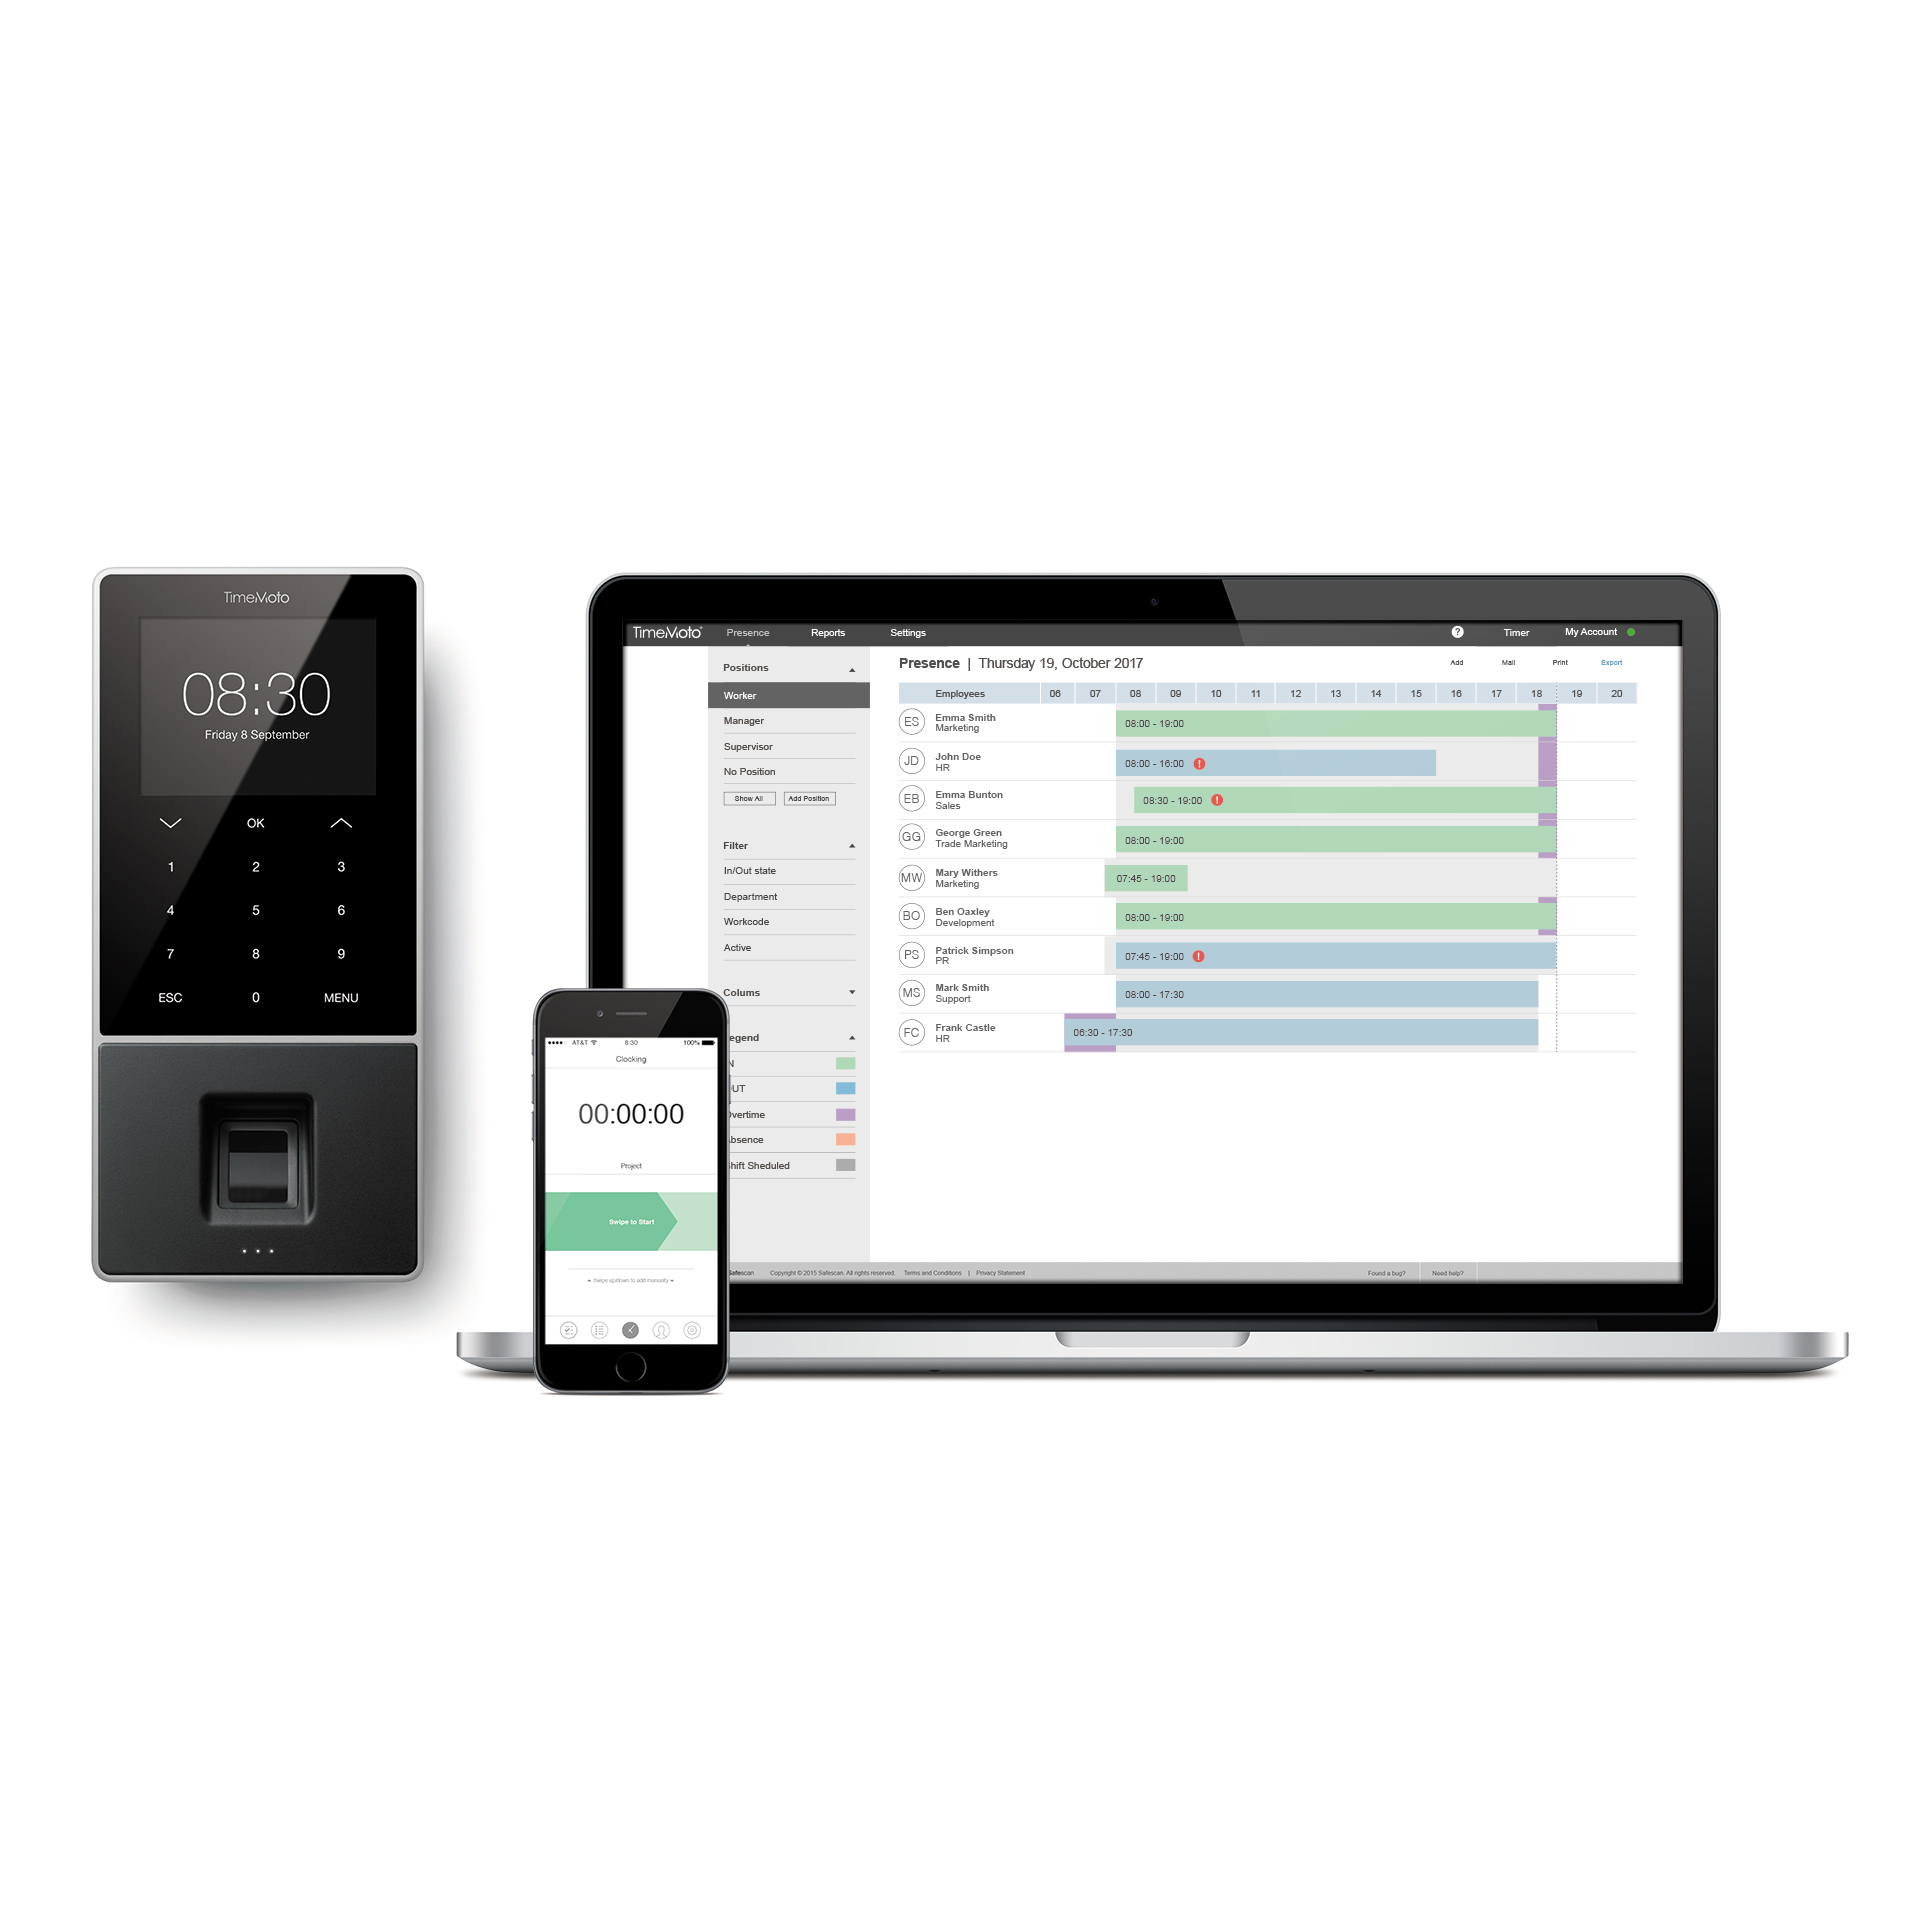 TimeMoto
08:30
Friday 8 September
OK
1 2 3
4 5 6
7 8 9
ESC 0 MENU
TimeMoto Presence Reports Settings ? Timer My Account
Positions
Worker
Manager
Supervisor
No Position
Show All Add Position
Filter
In/Out state
Department
Workcode
Active
Colums
egend
N
UT
vertime
bsence
hift Sheduled
Presence | Thursday 19, October 2017
Add Mail Print Export
Employees 06 07 08 09 10 11 12 13 14 15 16 17 18 19 20
ES Emma Smith
Marketing
08:00 - 19:00
JD John Doe
HR
08:00 - 16:00 !
EB Emma Bunton
Sales
08:30 - 19:00 !
GG George Green
Trade Marketing
08:00 - 19:00
MW Mary Withers
Marketing
07:45 - 19:00
BO Ben Oaxley
Development
08:00 - 19:00
PS Patrick Simpson
PR
07:45 - 19:00 !
MS Mark Smith
Support
08:00 - 17:30
FC Frank Castle
HR
06:30 - 17:30
Safescan Copyright © 2015 Safescan. All rights reserved. Terms and Conditions | Privacy Statement Found a bug? Need help?
AT&T 8:30 100%
Clocking
00:00:00
Project
Swipe to Start
Swipe up/down to add manually